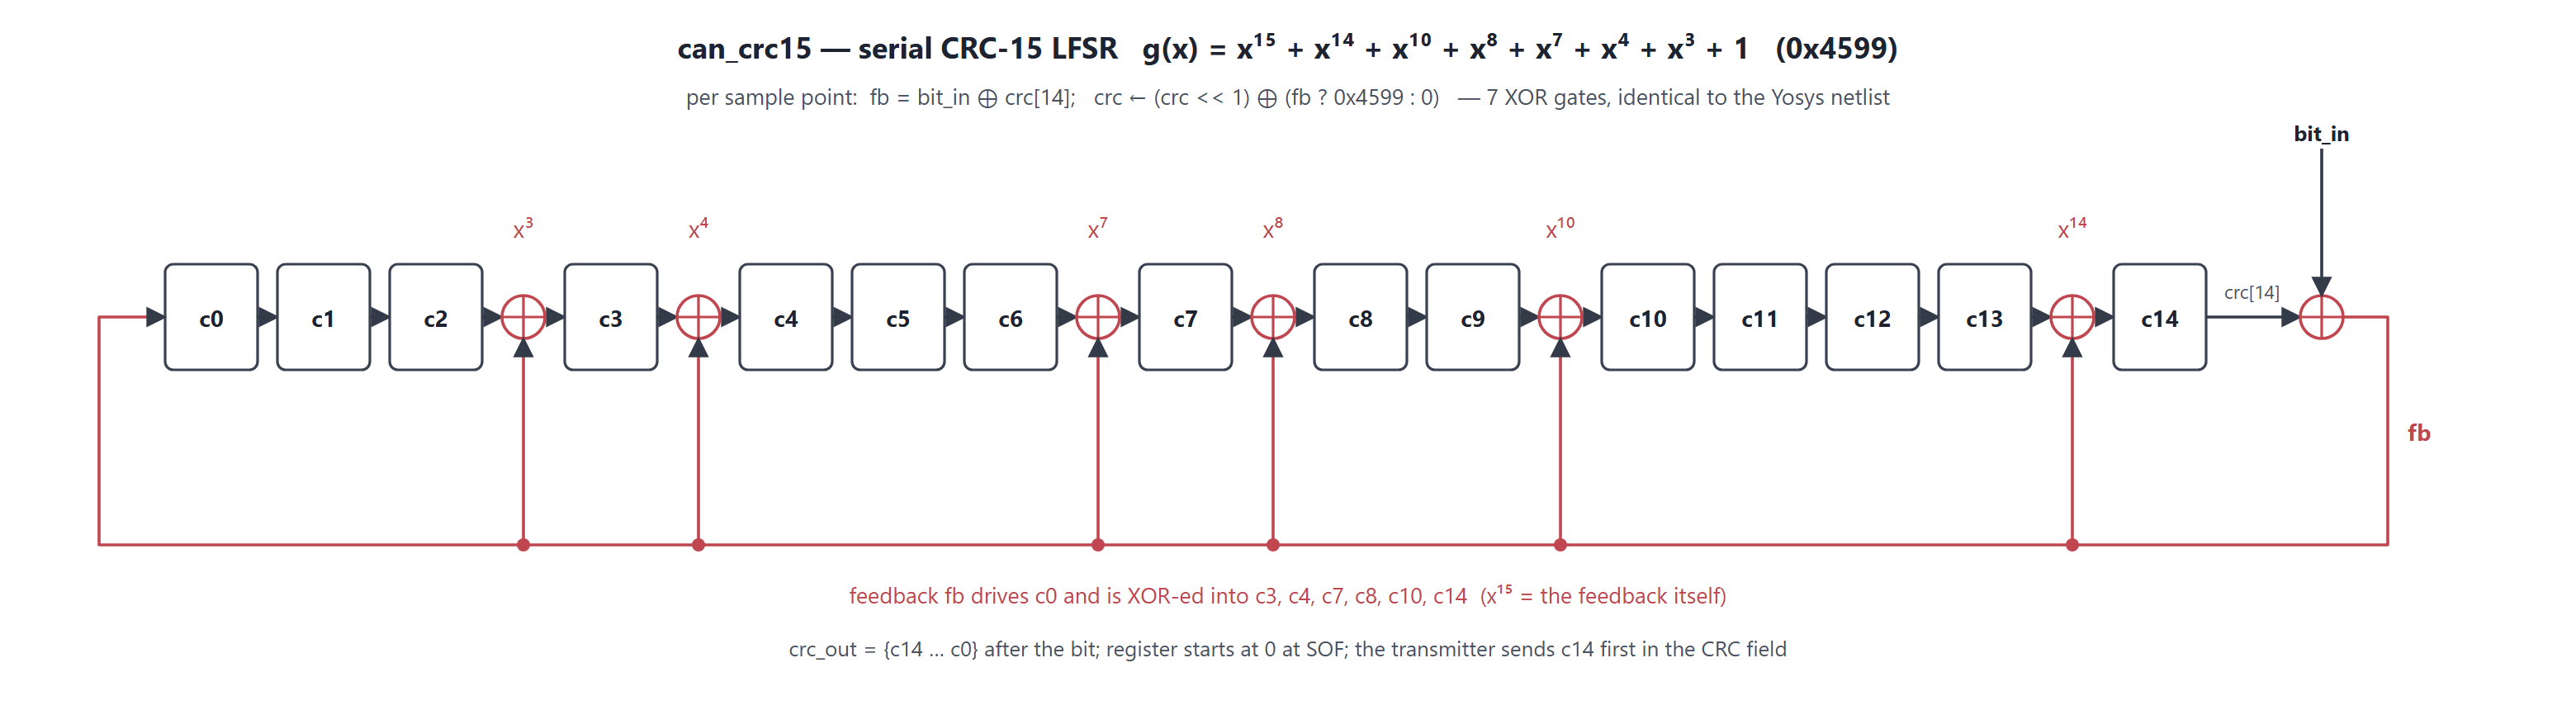 can_crc15 — serial CRC-15 LFSR g(x) = x¹⁵ + x¹⁴ + x¹⁰ + x⁸ + x⁷ + x⁴ + x³ + 1 (0x4599)
per sample point: fb = bit_in ⊕ crc[14]; crc ← (crc << 1) ⊕ (fb ? 0x4599 : 0) — 7 XOR gates, identical to the Yosys netlist
bit_in
x³ x⁴ x⁷ x⁸ x¹⁰ x¹⁴
c0 c1 c2 c3 c4 c5 c6 c7 c8 c9 c10 c11 c12 c13 c14 crc[14]
fb
feedback fb drives c0 and is XOR-ed into c3, c4, c7, c8, c10, c14 (x¹⁵ = the feedback itself)
crc_out = {c14 ... c0} after the bit; register starts at 0 at SOF; the transmitter sends c14 first in the CRC field